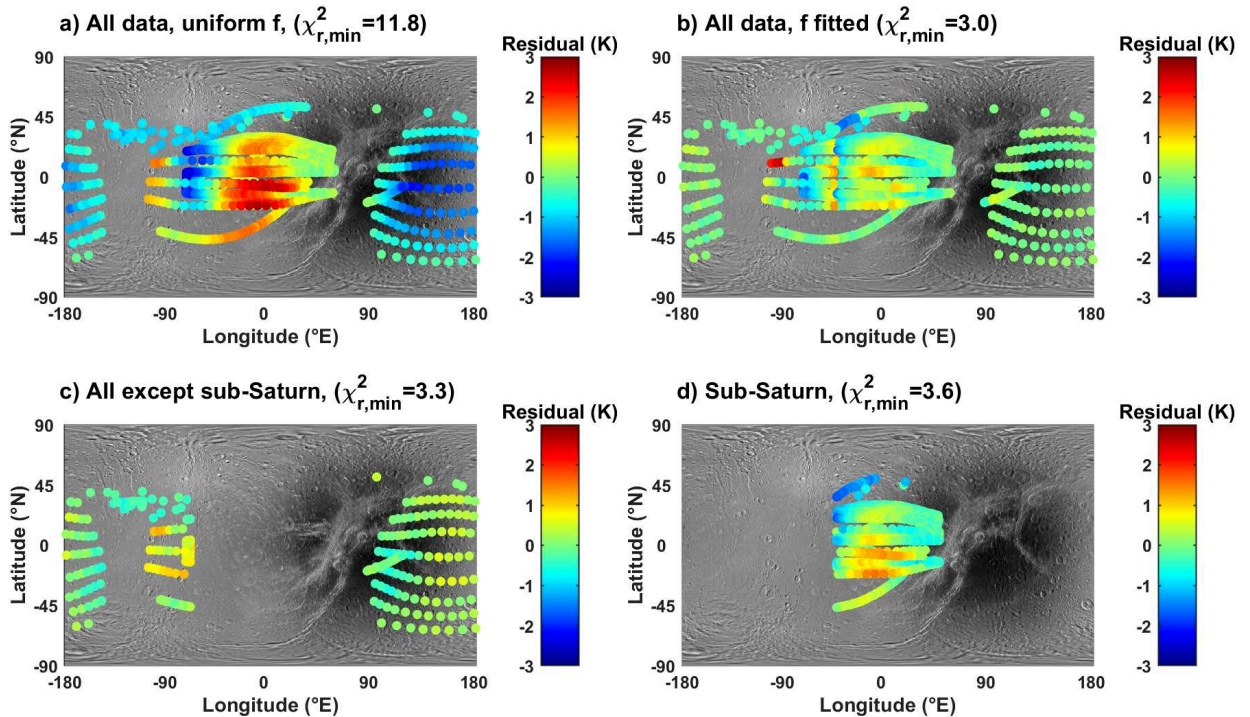 a) All data, uniform f, (χ²r,min=11.8)
Residual (K)
90
45
0
-45
-90
Latitude (°N)
-180 -90 0 90 180
Longitude (°E)
3
2
1
0
-1
-2
-3
b) All data, f fitted (χ²r,min=3.0)
Residual (K)
90
45
0
-45
-90
Latitude (°N)
-180 -90 0 90 180
Longitude (°E)
3
2
1
0
-1
-2
-3
c) All except sub-Saturn, (χ²r,min=3.3)
Residual (K)
90
45
0
-45
-90
Latitude (°N)
-180 -90 0 90 180
Longitude (°E)
3
2
1
0
-1
-2
-3
d) Sub-Saturn, (χ²r,min=3.6)
Residual (K)
90
45
0
-45
-90
Latitude (°N)
-180 -90 0 90 180
Longitude (°E)
3
2
1
0
-1
-2
-3